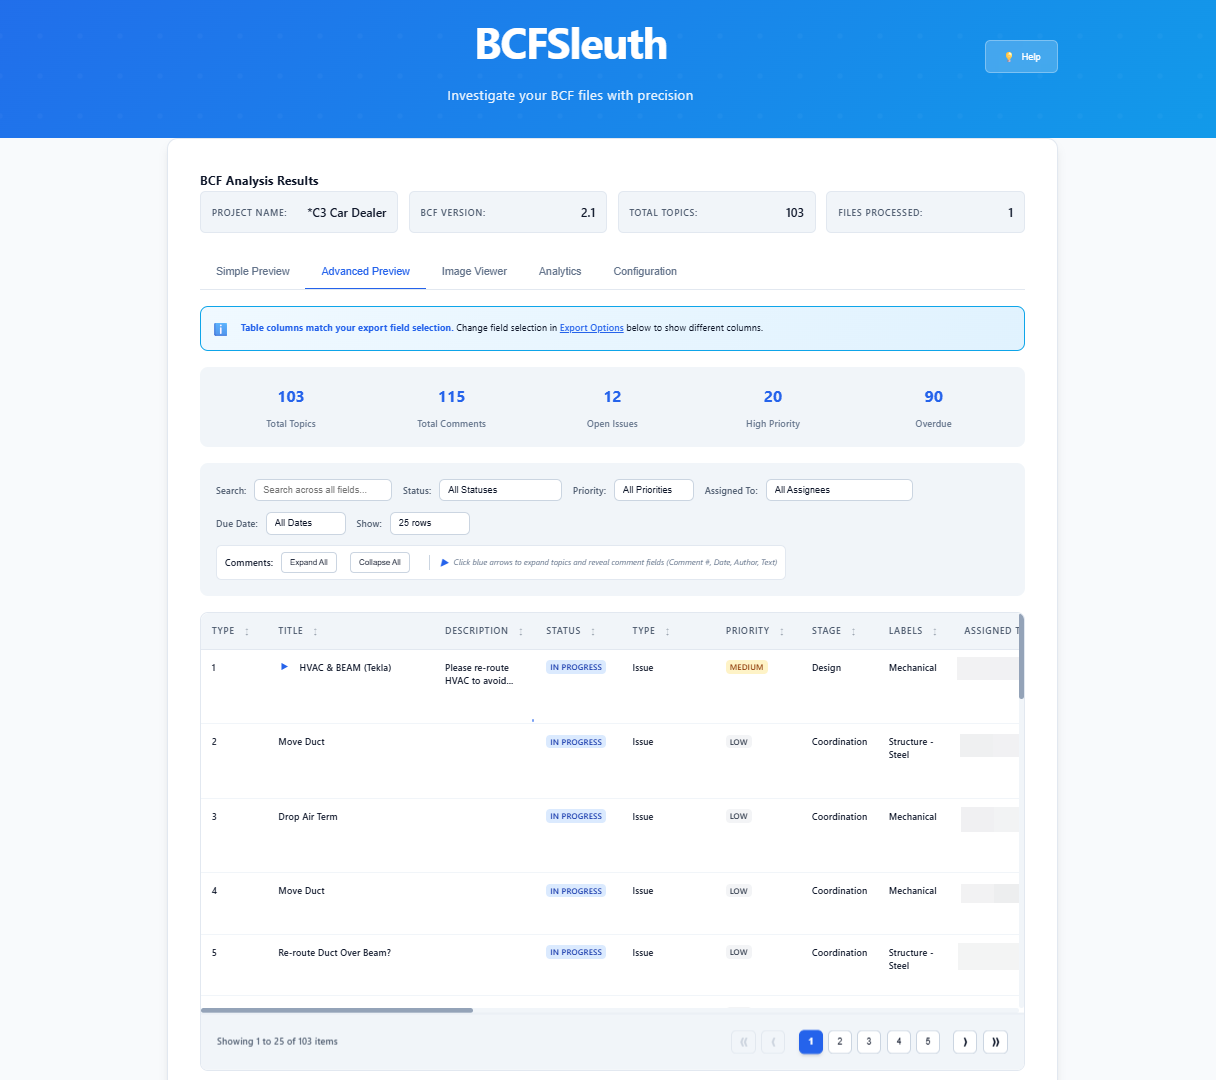 BCFSleuth
Investigate your BCF files with precision
💡 Help
BCF Analysis Results
PROJECT NAME: *C3 Car Dealer
BCF VERSION: 2.1
TOTAL TOPICS: 103
FILES PROCESSED: 1
Simple Preview Advanced Preview Image Viewer Analytics Configuration
ℹ️ Table columns match your export field selection. Change field selection in Export Options below to show different columns.
103 115 12 20 90
Total Topics Total Comments Open Issues High Priority Overdue
Search: Search across all fields... Status: All Statuses Priority: All Priorities Assigned To: All Assignees
Due Date: All Dates Show: 25 rows
Comments: Expand All Collapse All ▶ Click blue arrows to expand topics and reveal comment fields (Comment #, Date, Author, Text)
TYPE ↕ TITLE ↕ DESCRIPTION ↕ STATUS ↕ TYPE ↕ PRIORITY ↕ STAGE ↕ LABELS ↕ ASSIGNED T
1 ▶ HVAC & BEAM (Tekla) Please re-route IN PROGRESS Issue MEDIUM Design Mechanical
HVAC to avoid...
2 Move Duct IN PROGRESS Issue LOW Coordination Structure -
Steel
3 Drop Air Term IN PROGRESS Issue LOW Coordination Mechanical
4 Move Duct IN PROGRESS Issue LOW Coordination Mechanical
5 Re-route Duct Over Beam? IN PROGRESS Issue LOW Coordination Structure -
Steel
Showing 1 to 25 of 103 items ⟪ ⟨ 1 2 3 4 5 ⟩ ⟫